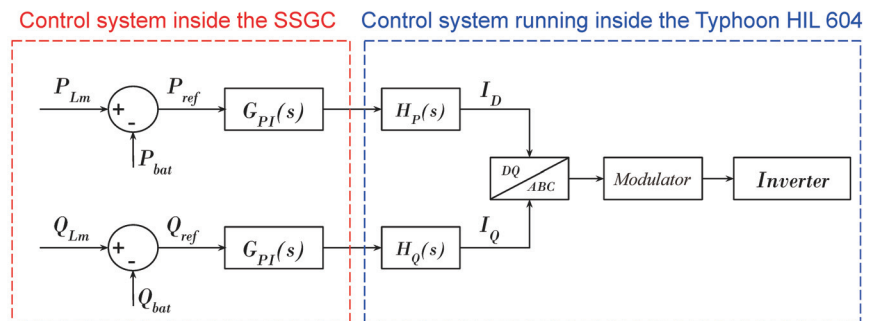 Control system inside the SSGC
Control system running inside the Typhoon HIL 604
P_Lm
+
-
P_ref
P_bat
G_PI(s)
H_P(s)
I_D
DQ
ABC
Modulator
Inverter
Q_Lm
+
-
Q_ref
Q_bat
G_PI(s)
H_Q(s)
I_Q